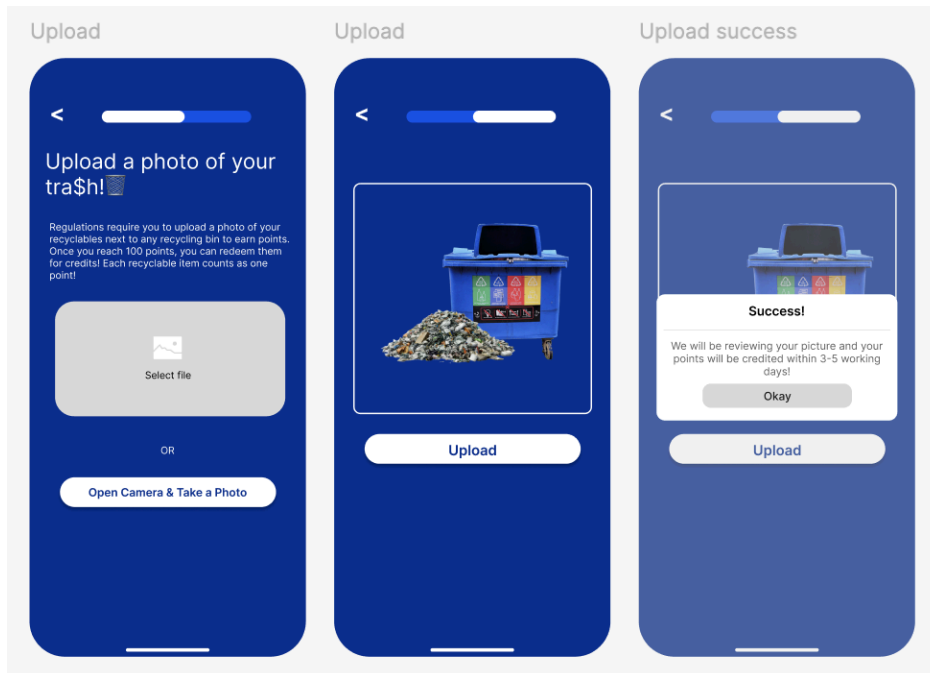 Upload
Upload
Upload success
<
Upload a photo of your
tra$h!🗑️
Regulations require you to upload a photo of your
recyclables next to any recycling bin to earn points.
Once you reach 100 points, you can redeem them
for credits! Each recyclable item counts as one
point!
Select file
OR
Open Camera & Take a Photo
<
Upload
<
Success!
We will be reviewing your picture and your
points will be credited within 3-5 working
days!
Okay
Upload